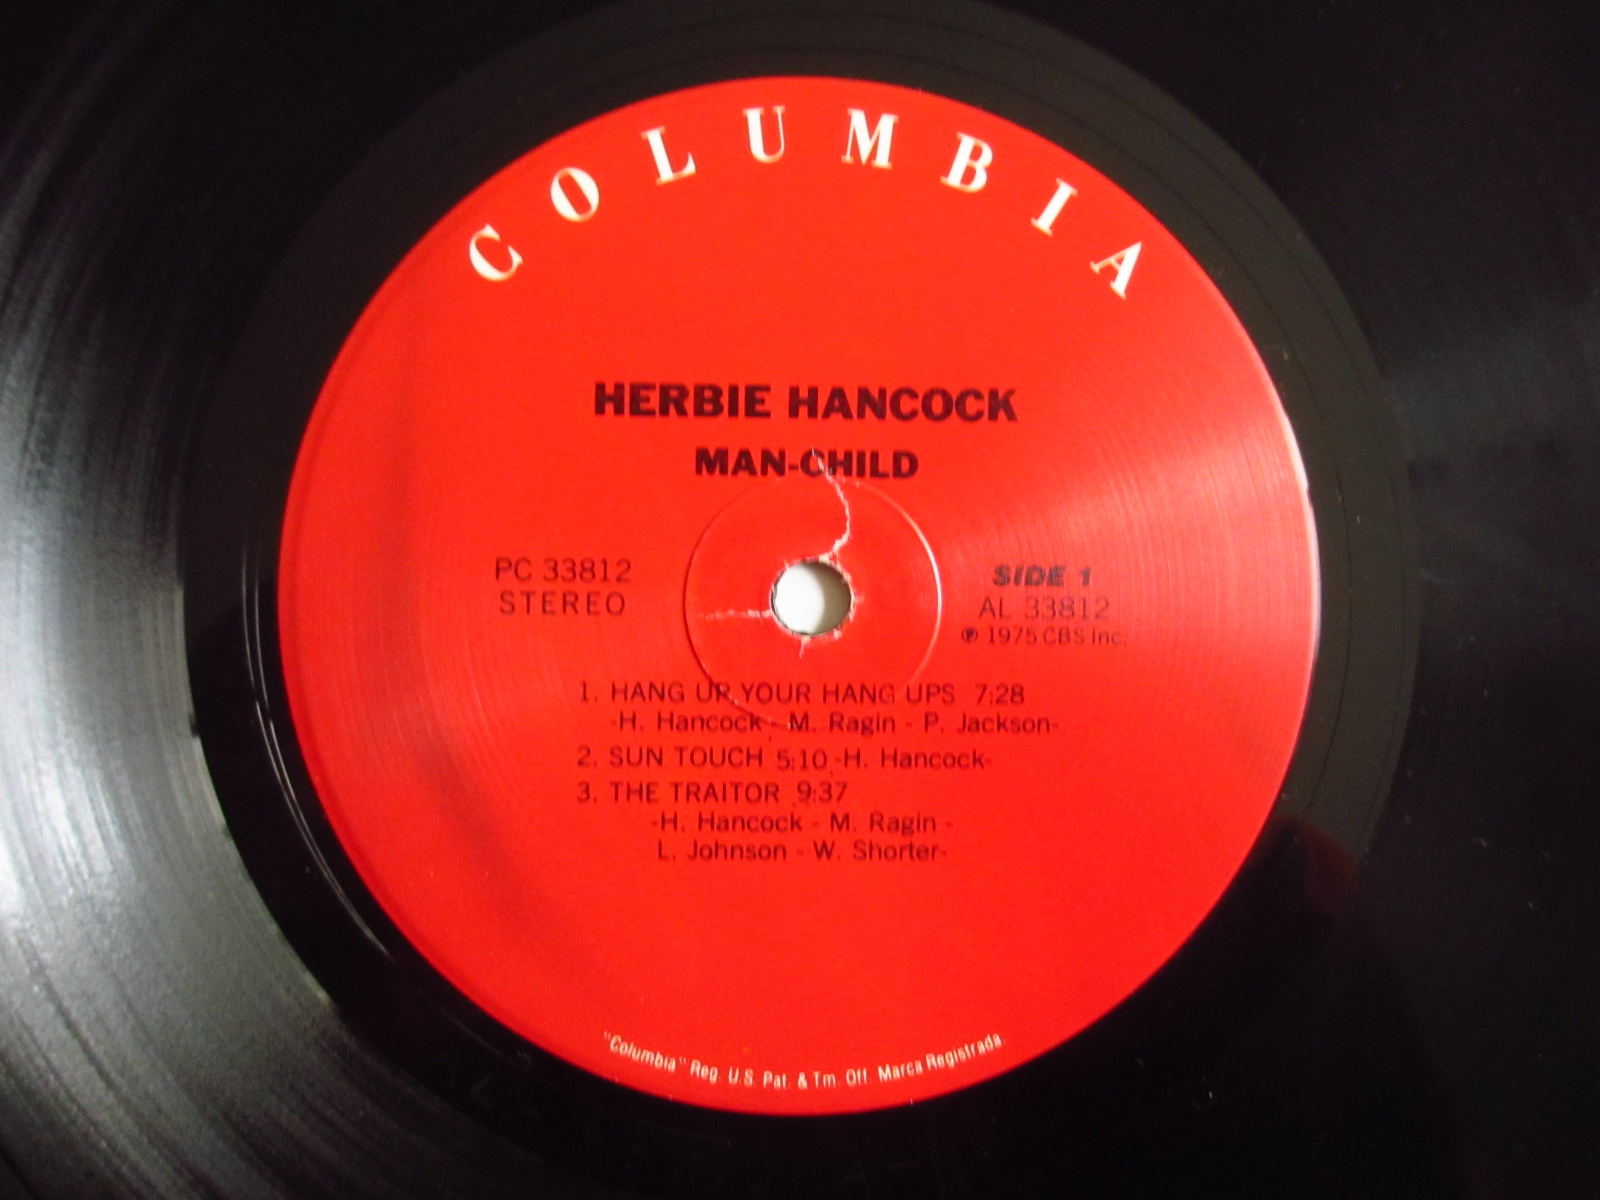 COLUMBIA
HERBIE HANCOCK
MAN-CHILD
PC 33812
STEREO
SIDE 1
AL 33812
℗ 1975 CBS Inc.
1. HANG UP YOUR HANG UPS 7:28
-H. Hancock - M. Ragin - P. Jackson-
2. SUN TOUCH 5:10 -H. Hancock-
3. THE TRAITOR 9:37
-H. Hancock - M. Ragin -
L. Johnson - W. Shorter-
"Columbia" Reg. U.S. Pat. & Tm. Off. Marca Registrada.